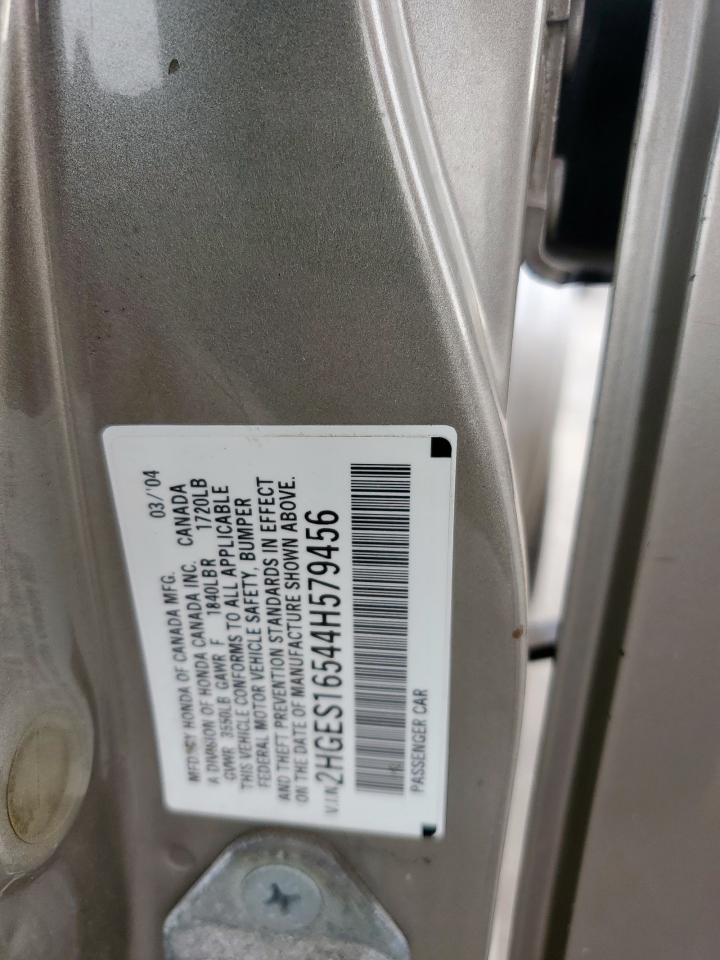 MFD BY HONDA OF CANADA MFG. 03/'04
A DIVISION OF HONDA CANADA INC. CANADA
GVWR 3550LB GAWR F 1840LB R 1720LB
THIS VEHICLE CONFORMS TO ALL APPLICABLE
FEDERAL MOTOR VEHICLE SAFETY, BUMPER
AND THEFT PREVENTION STANDARDS IN EFFECT
ON THE DATE OF MANUFACTURE SHOWN ABOVE.
V.I.N. 2HGES16544H579456
PASSENGER CAR